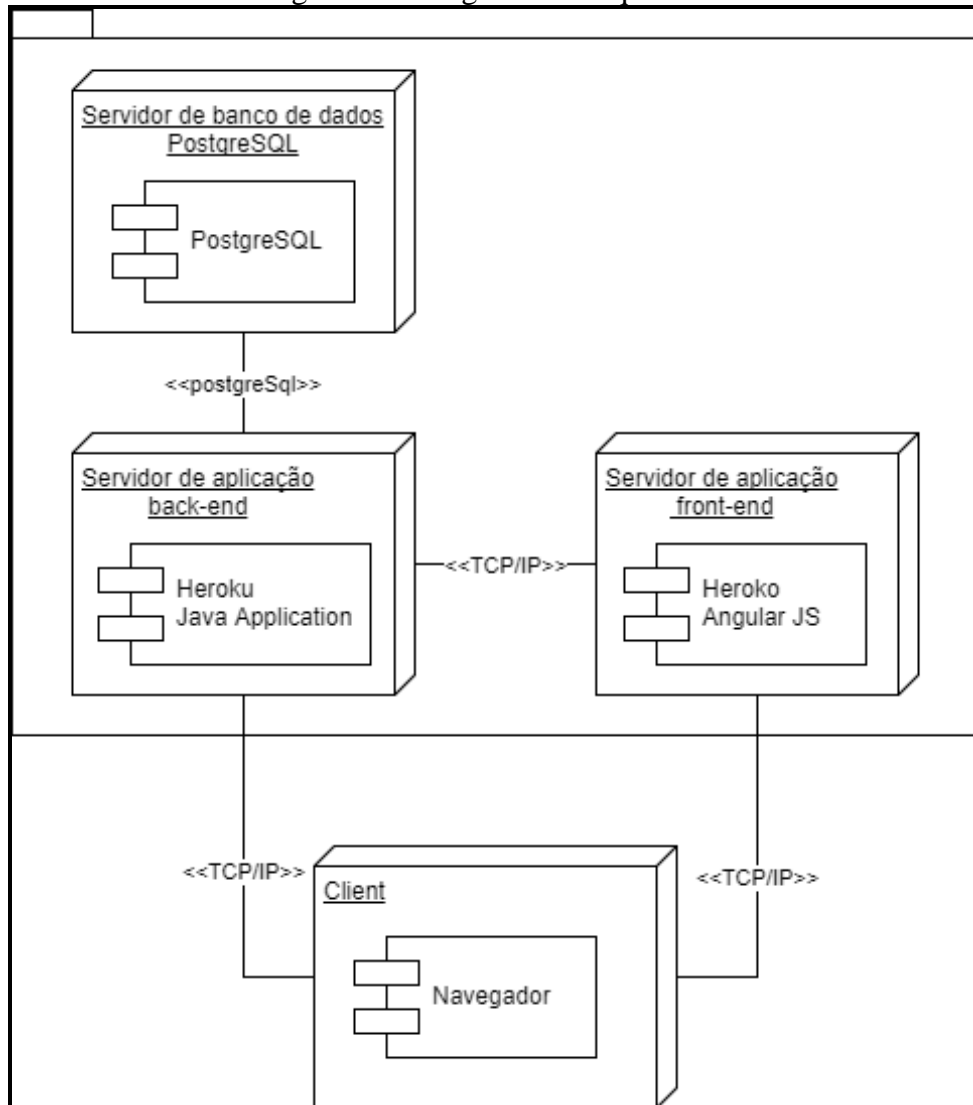 Servidor de banco de dados
PostgreSQL
PostgreSQL
<<postgreSql>>
Servidor de aplicação
back-end
Heroku
Java Application
<<TCP/IP>>
Servidor de aplicação
front-end
Heroko
Angular JS
<<TCP/IP>>
<<TCP/IP>>
Client
Navegador